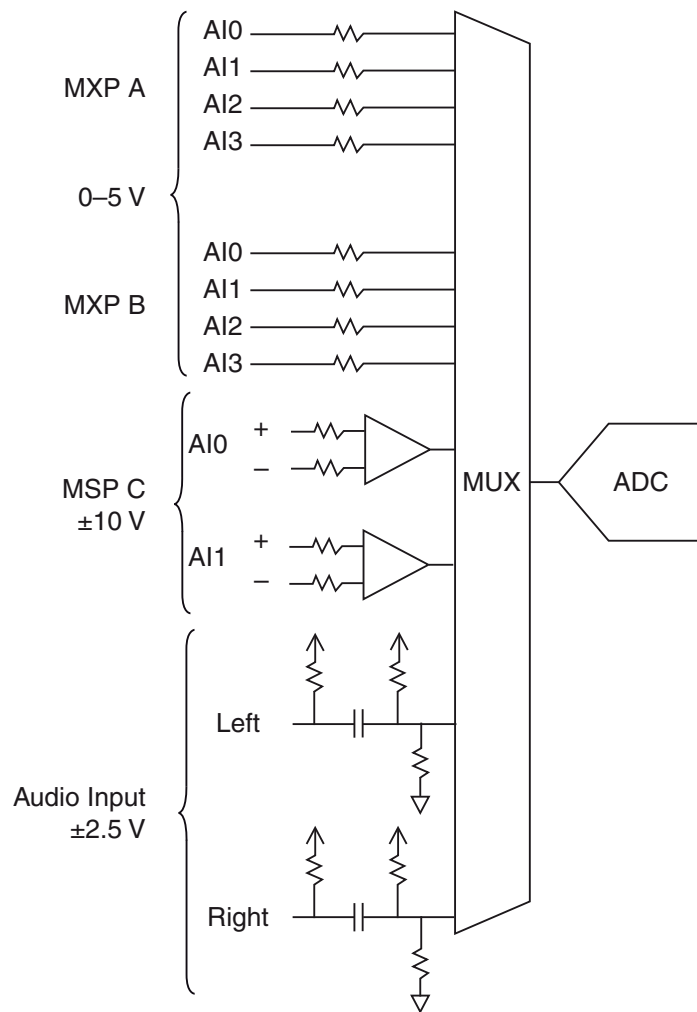 MXP A
0–5 V
AI0
AI1
AI2
AI3
MXP B
AI0
AI1
AI2
AI3
MSP C
±10 V
AI0
+
–
AI1
+
–
Audio Input
±2.5 V
Left
Right
MUX
ADC